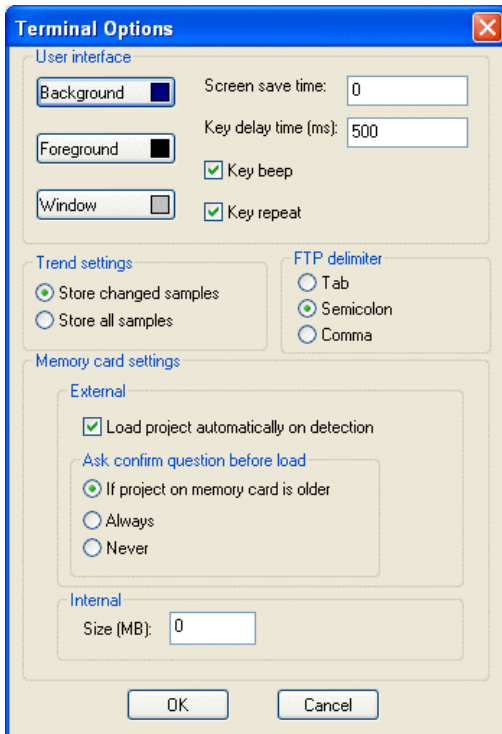 Terminal Options
User interface
Background
Screen save time: 0
Key delay time (ms): 500
Foreground
Key beep
Window
Key repeat
Trend settings
Store changed samples
Store all samples
FTP delimiter
Tab
Semicolon
Comma
Memory card settings
External
Load project automatically on detection
Ask confirm question before load
If project on memory card is older
Always
Never
Internal
Size (MB): 0
OK
Cancel